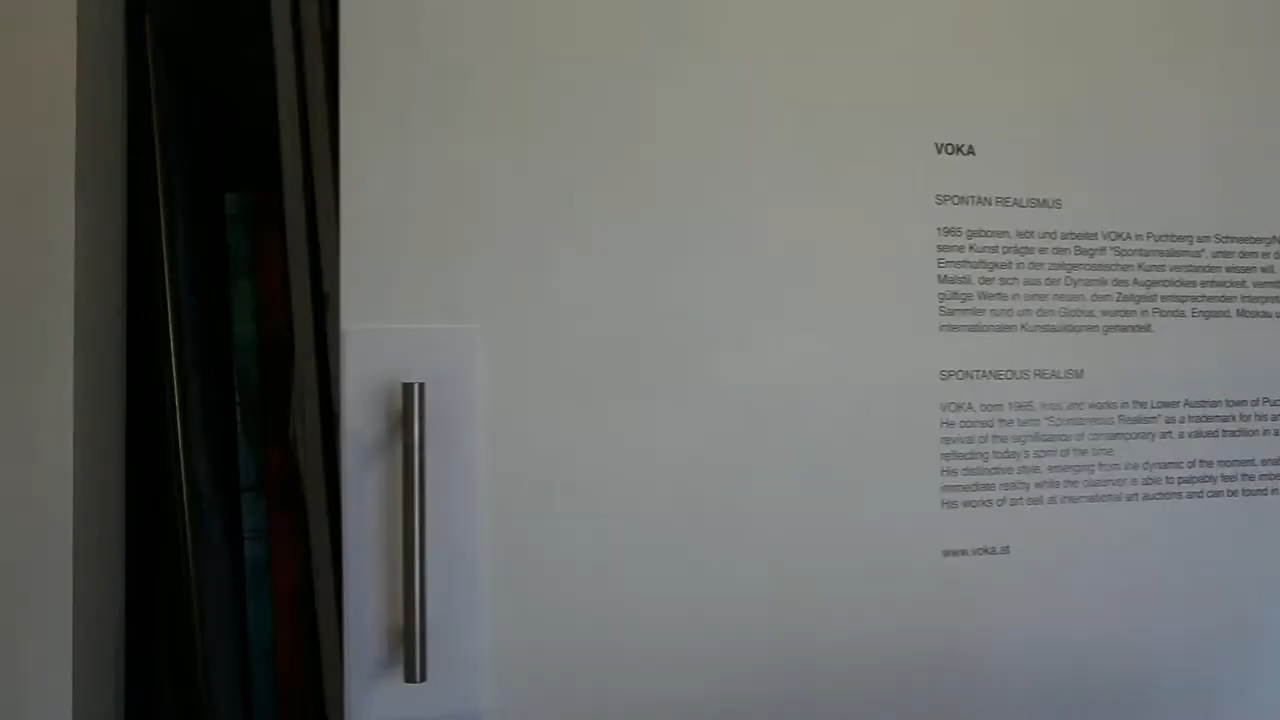 VOKA
SPONTAN REALISMUS
1965 geboren, lebt und arbeitet VOKA in Puchberg am Schneeberg/N
seine Kunst prägte er den Begriff "Spontanrealismus", unter dem er d
Ernsthaftigkeit in der zeitgenössischen Kunst verstanden wissen will.
Malstil, der sich aus der Dynamik des Augenblickes entwickelt, vermit
gültige Werte in einer neuen, dem Zeitgeist entsprechenden Interpret
Sammler rund um den Globus, wurden in Florida, England, Moskau u
internationalen Kunstauktionen gehandelt.
SPONTANEOUS REALISM
VOKA, born 1965, lives and works in the Lower Austrian town of Puc
He coined the term "Spontaneous Realism" as a trademark for his ar
revival of the significance of contemporary art, a valued tradition in a
reflecting today's spirit of the time.
His distinctive style, emerging from the dynamic of the moment, enab
immediate reality while the observer is able to palpably feel the imbe
His works of art sell at international art auctions and can be found in
www.voka.at